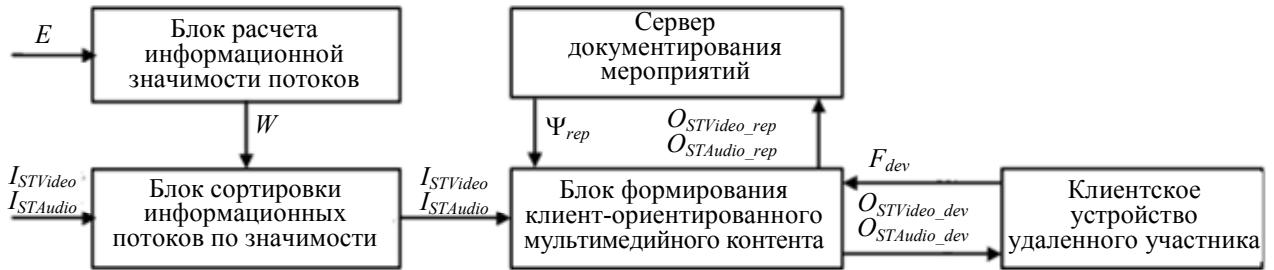 E
Блок расчета
информационной
значимости потоков
W
Сервер
документирования
мероприятий
Ψ_rep
O_STVideo_rep
O_STAudio_rep
I_STVideo
I_STAudio
Блок сортировки
информационных
потоков по значимости
I_STVideo
I_STAudio
Блок формирования
клиент-ориентированного
мультимедийного контента
F_dev
O_STVideo_dev
O_STAudio_dev
Клиентское
устройство
удаленного участника